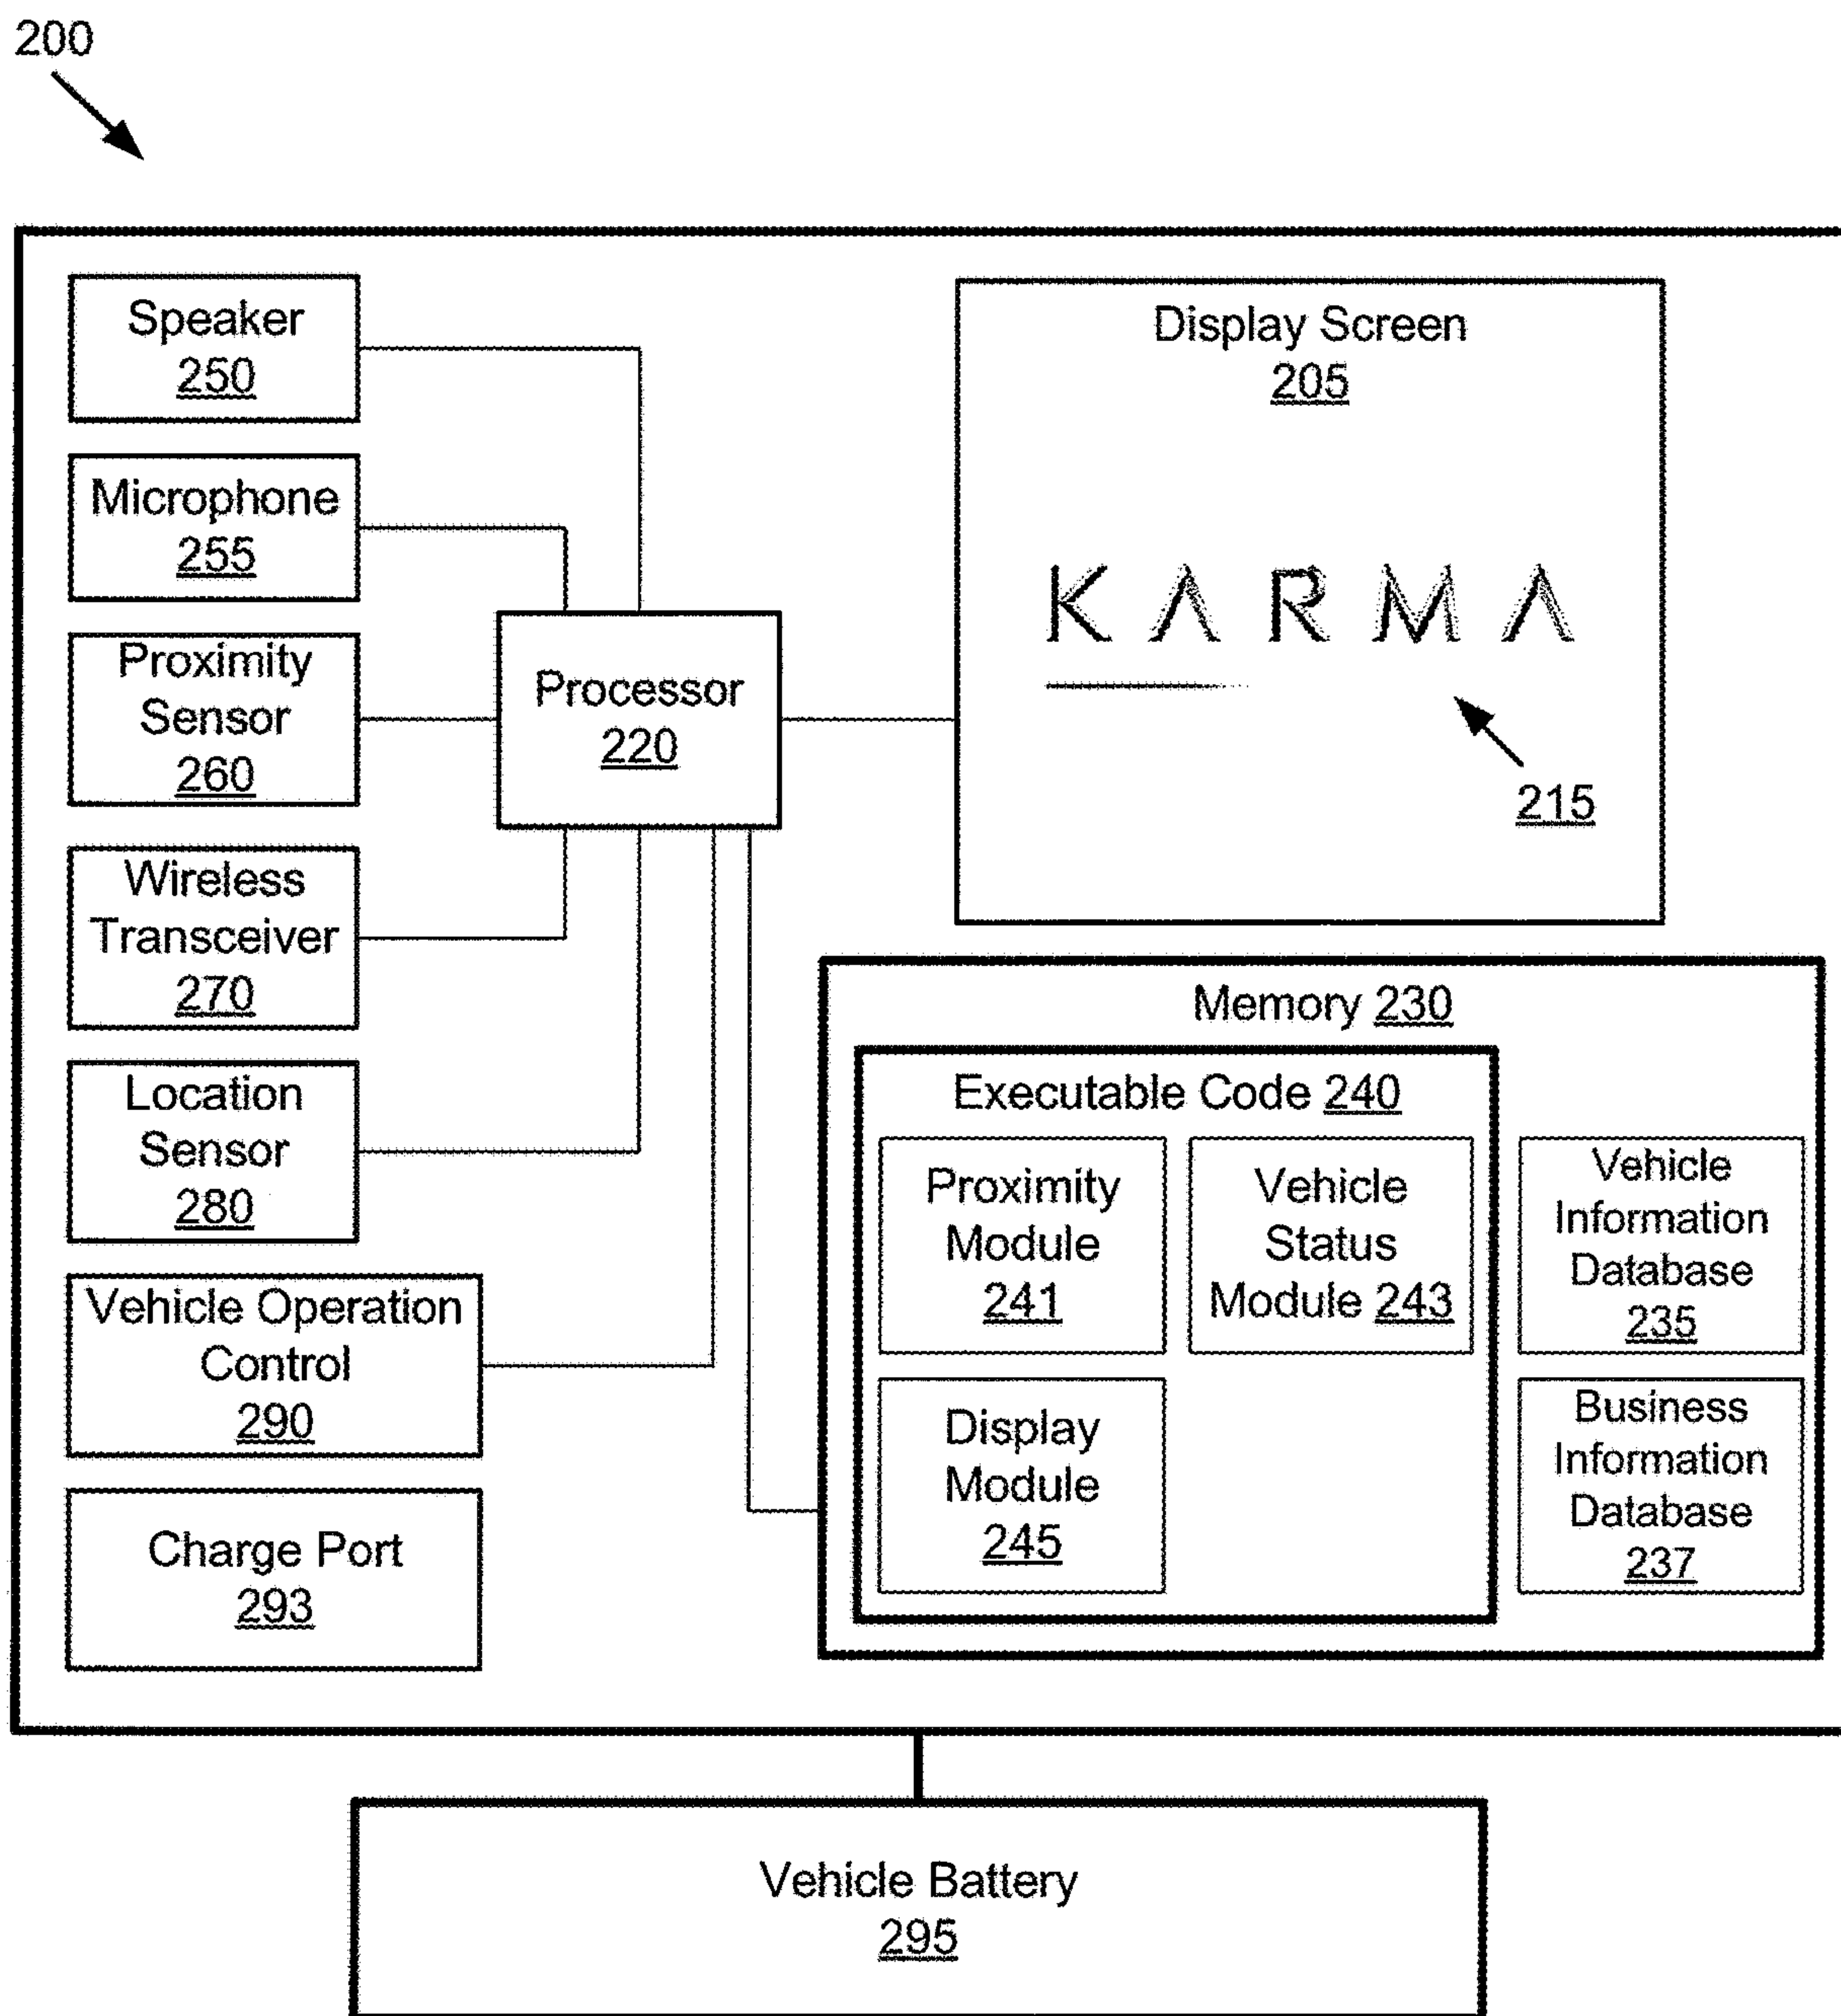 200
Speaker
250
Microphone
255
Proximity
Sensor
260
Wireless
Transceiver
270
Location
Sensor
280
Vehicle Operation
Control
290
Charge Port
293
Processor
220
Display Screen
205
KARMA
215
Memory 230
Executable Code 240
Proximity
Module
241
Vehicle
Status
Module 243
Display
Module
245
Vehicle
Information
Database
235
Business
Information
Database
237
Vehicle Battery
295